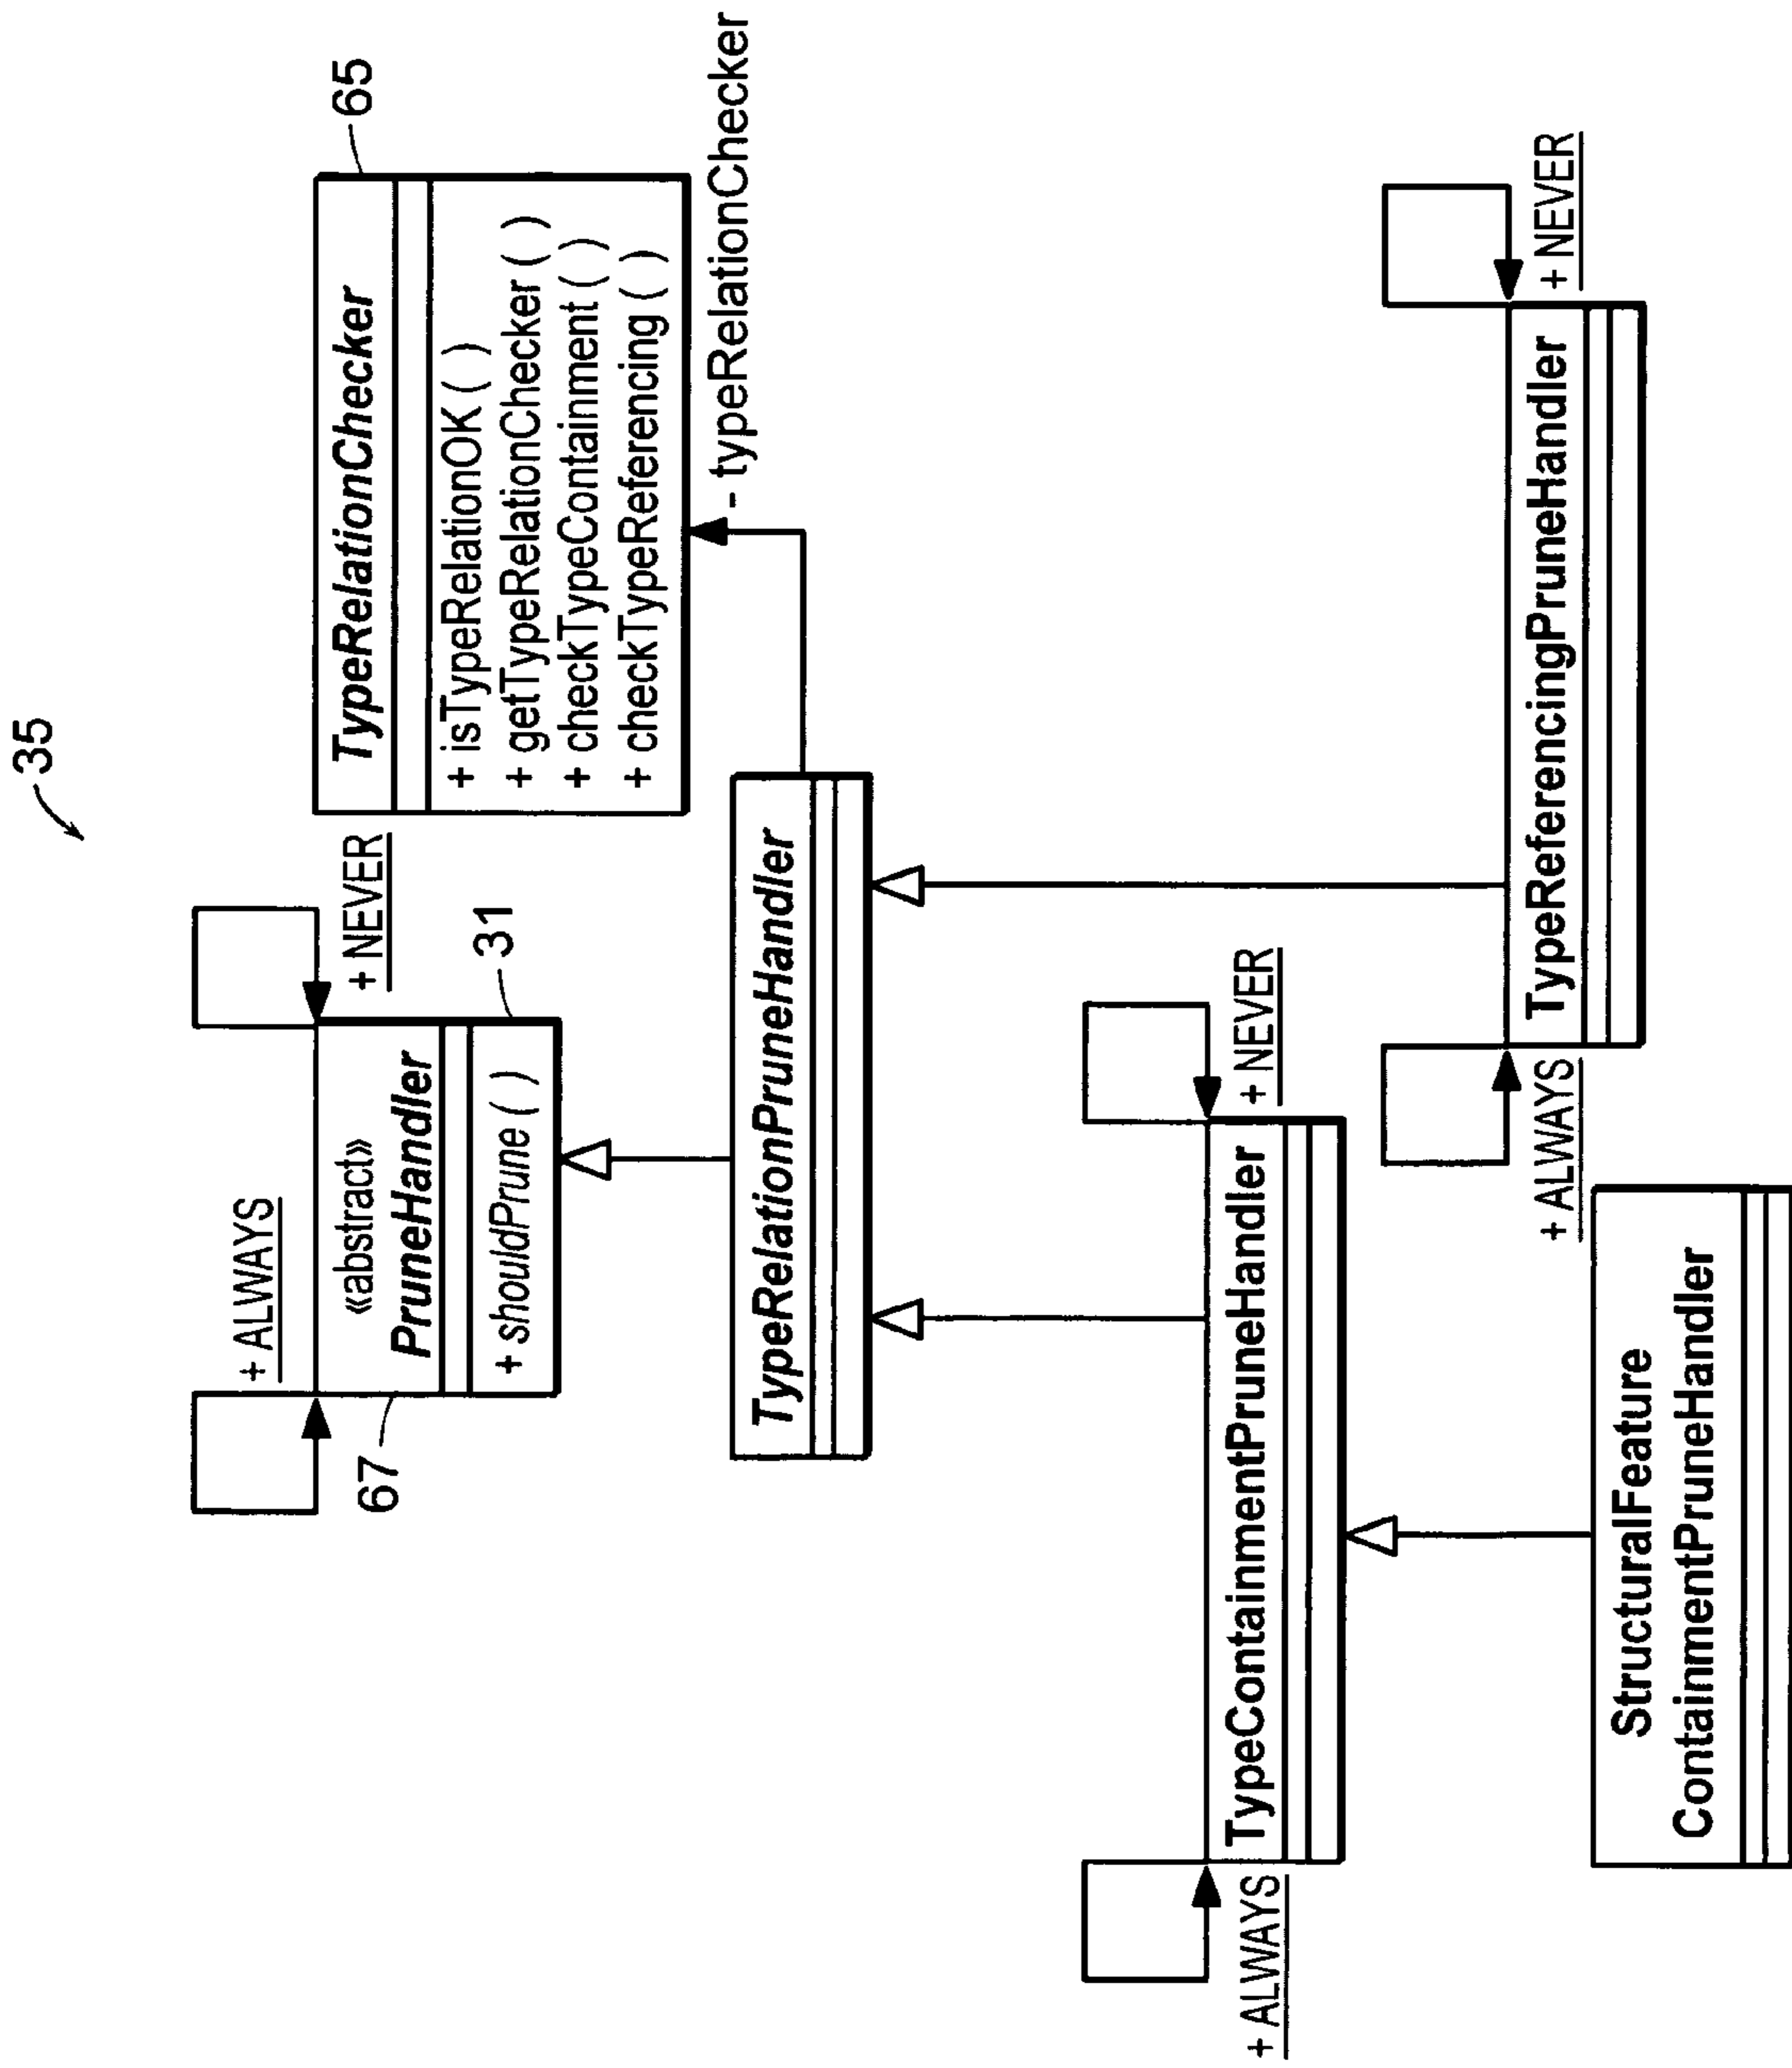 35
+ ALWAYS
+ NEVER
67
«abstract»
PruneHandler
+ shouldPrune ( )
31
65
TypeRelationChecker
+ isTypeRelationOK ( )
+ getTypeRelationChecker ( )
+ checkTypeContainment ( )
+ checkTypeReferencing ( )
- typeRelationChecker
TypeRelationPruneHandler
+ ALWAYS
TypeContainmentPruneHandler
+ NEVER
+ ALWAYS
TypeReferencingPruneHandler
+ NEVER
StructuralFeature
ContainmentPruneHandler